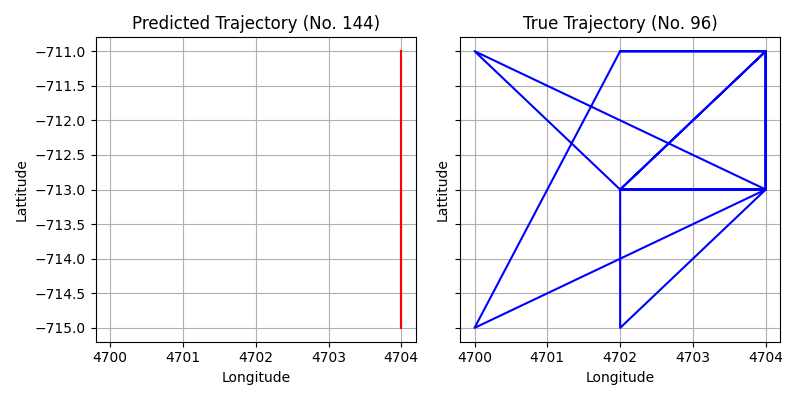 Predicted Trajectory (No. 144)
Lattitude
−711.0
−711.5
−712.0
−712.5
−713.0
−713.5
−714.0
−714.5
−715.0
4700 4701 4702 4703 4704
Longitude
True Trajectory (No. 96)
Lattitude
4700 4701 4702 4703 4704
Longitude